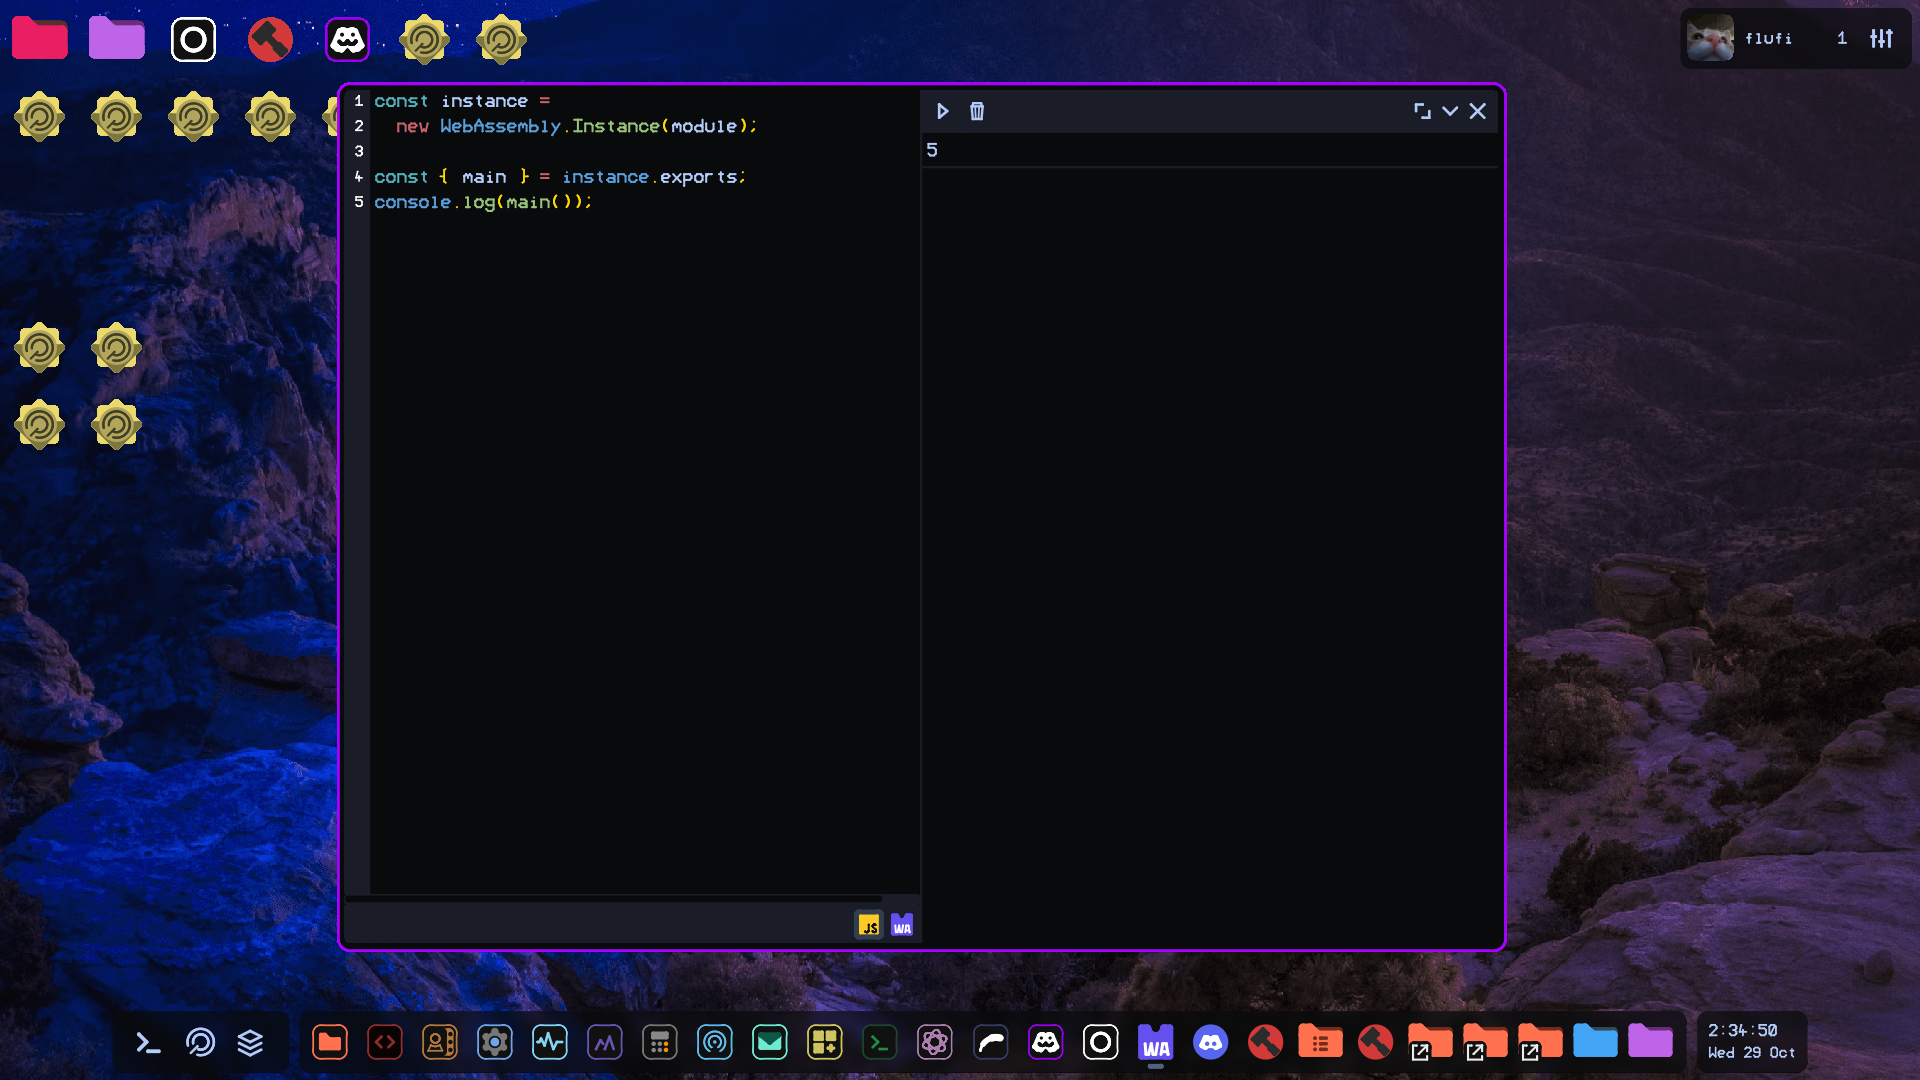 flufi 1
1 const instance =
2   new WebAssembly.Instance(module);
3
4 const { main } = instance.exports;
5 console.log(main());
5
JS WA
WA
2:34:50
Wed 29 Oct